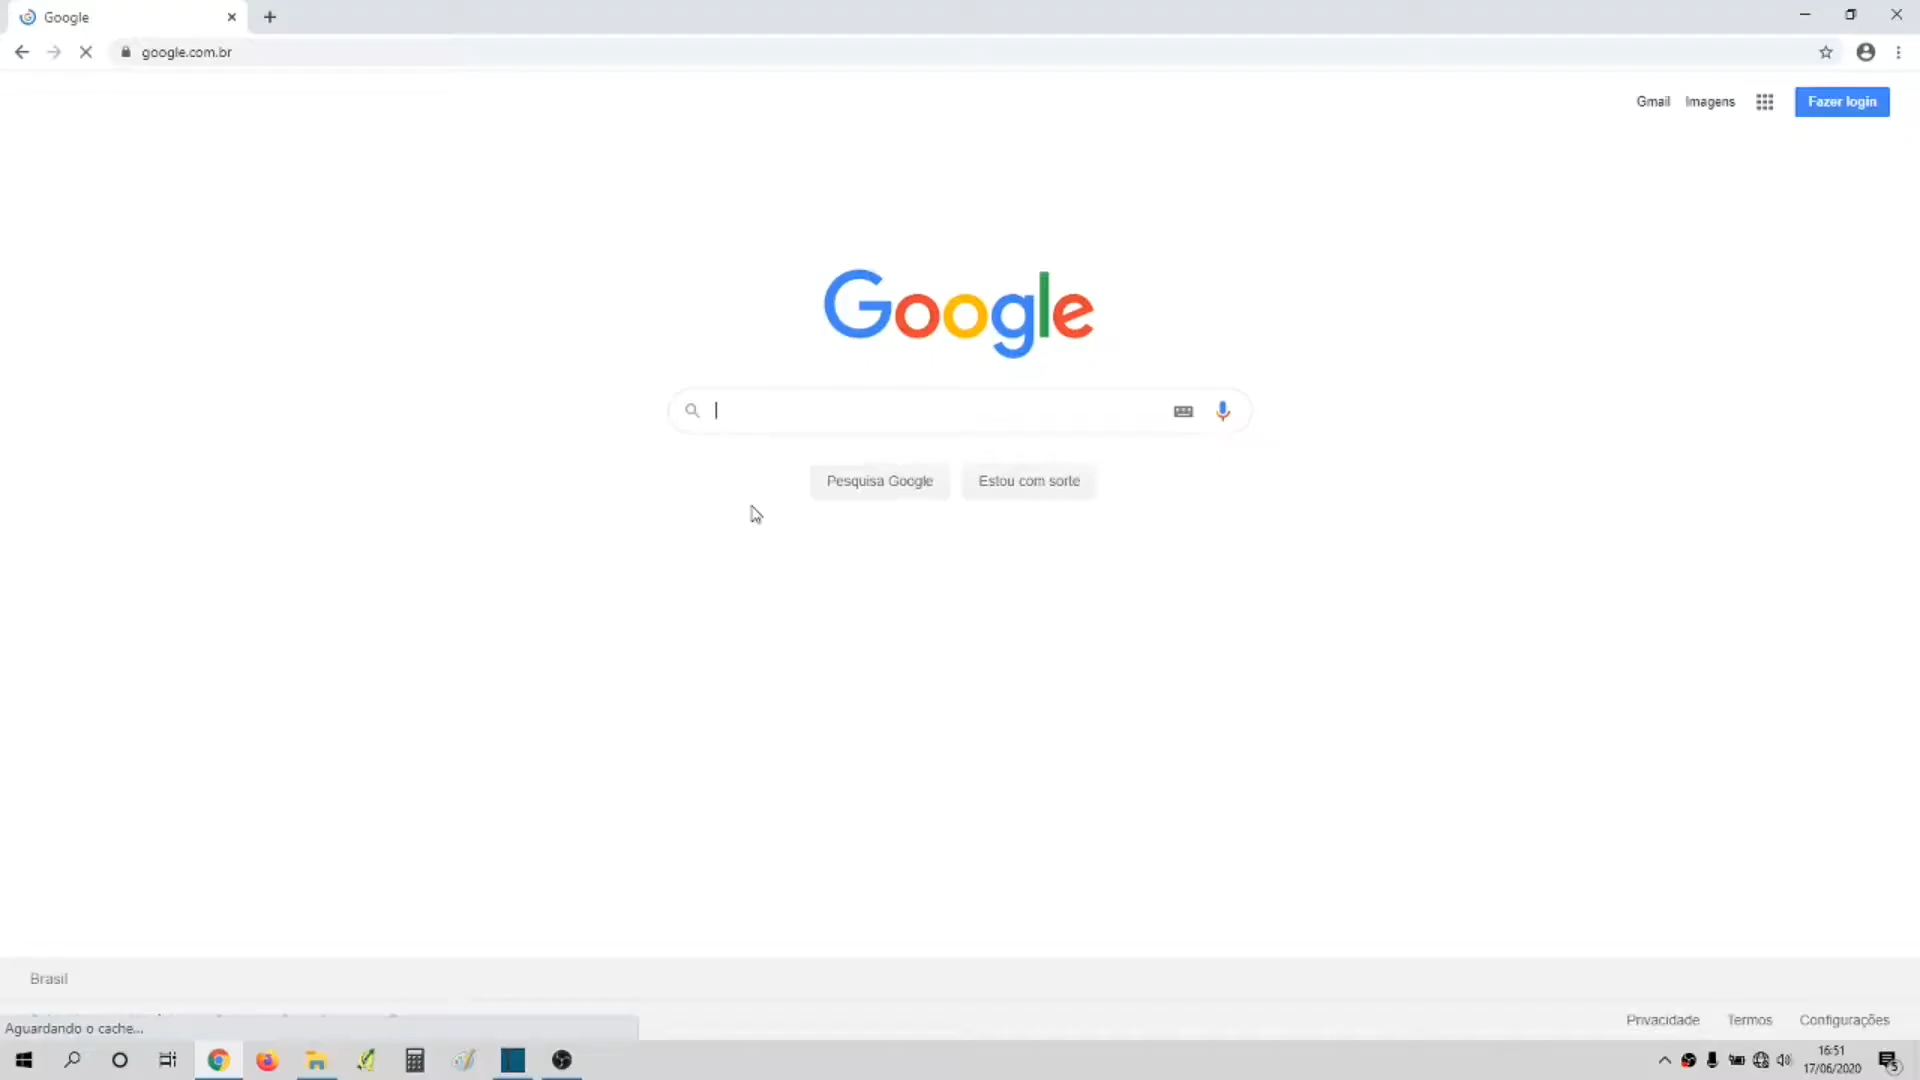 Google
google.com.br
Gmail Imagens Fazer login
Google
Pesquisa Google Estou com sorte
Brasil
Aguardando o cache...
Privacidade Termos Configurações
16:51
17/06/2020
5